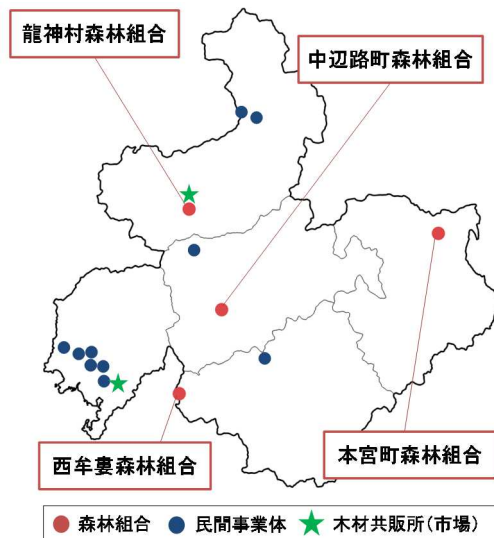 龍神村森林組合
中辺路町森林組合
西牟婁森林組合
本宮町森林組合
森林組合 民間事業体 木材共販所(市場)